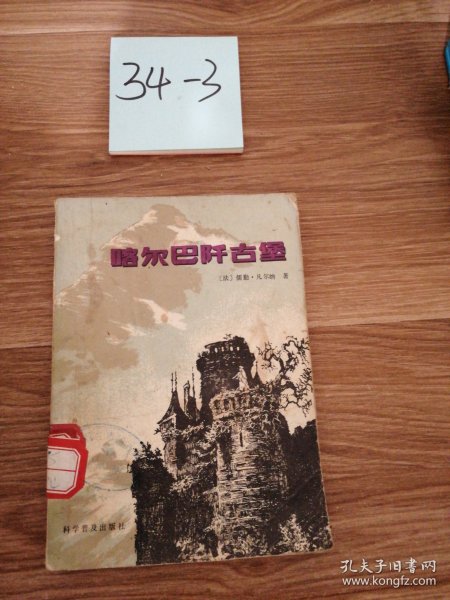 34-3
喀尔巴阡古堡
〔法〕儒勒·凡尔纳 著
科学普及出版社
孔夫子旧书网
www.kongfz.com